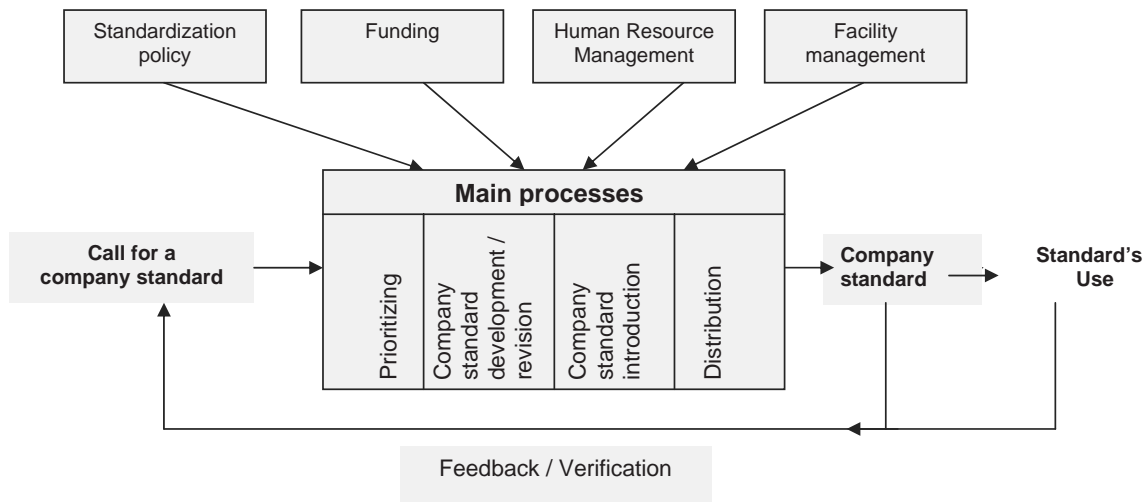 Standardization
policy
Funding
Human Resource
Management
Facility
management
Main processes
Call for a
company standard
Prioritizing
Company
standard
development /
revision
Company
standard
introduction
Distribution
Company
standard
Standard's
Use
Feedback / Verification